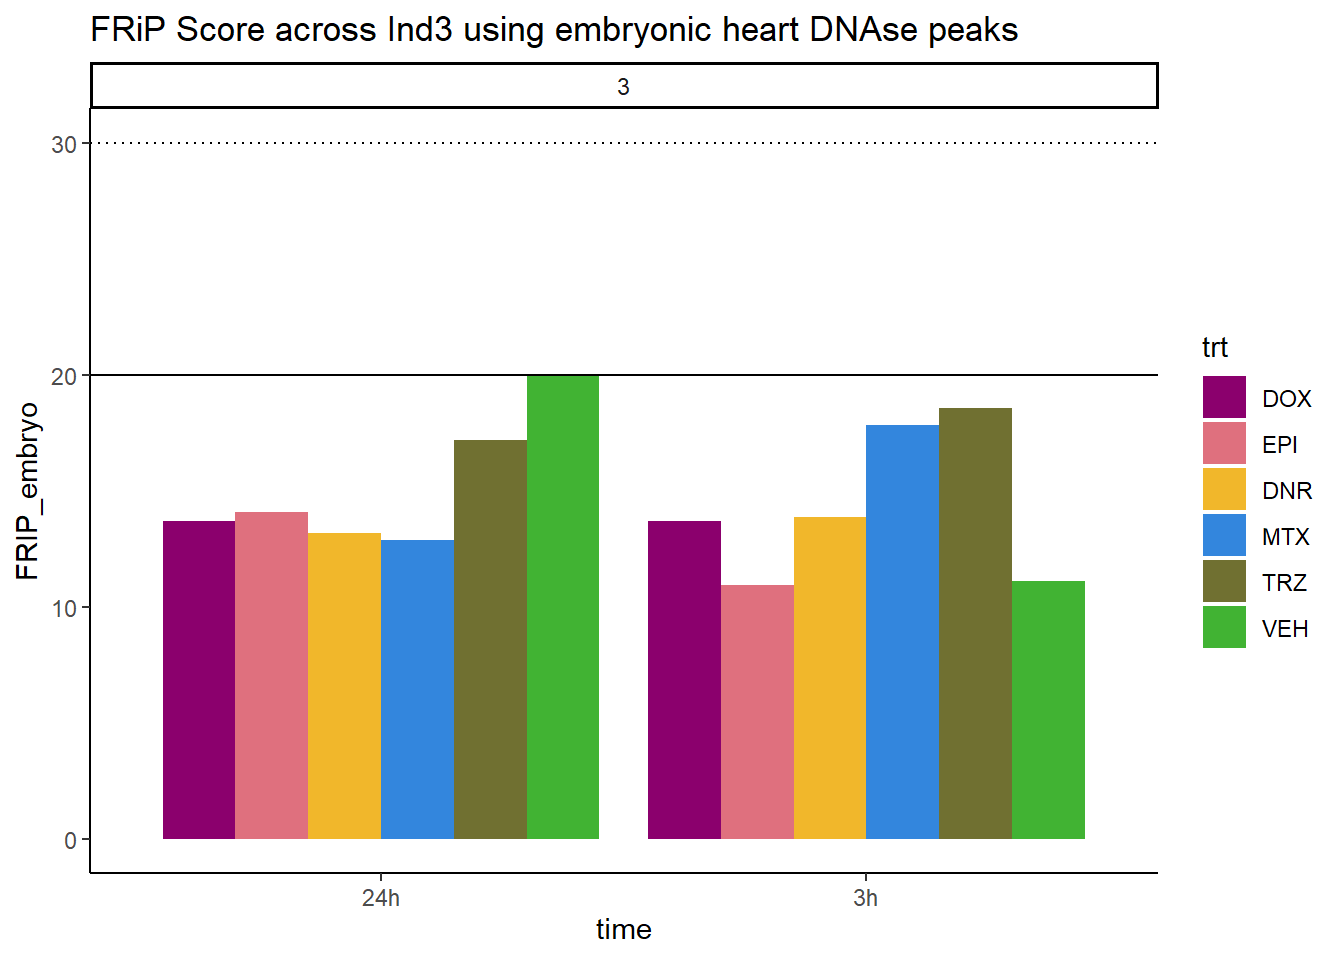 FRiP Score across Ind3 using embryonic heart DNAse peaks
3
30
20
10
0
FRIP_embryo
24h
3h
time
trt
DOX
EPI
DNR
MTX
TRZ
VEH